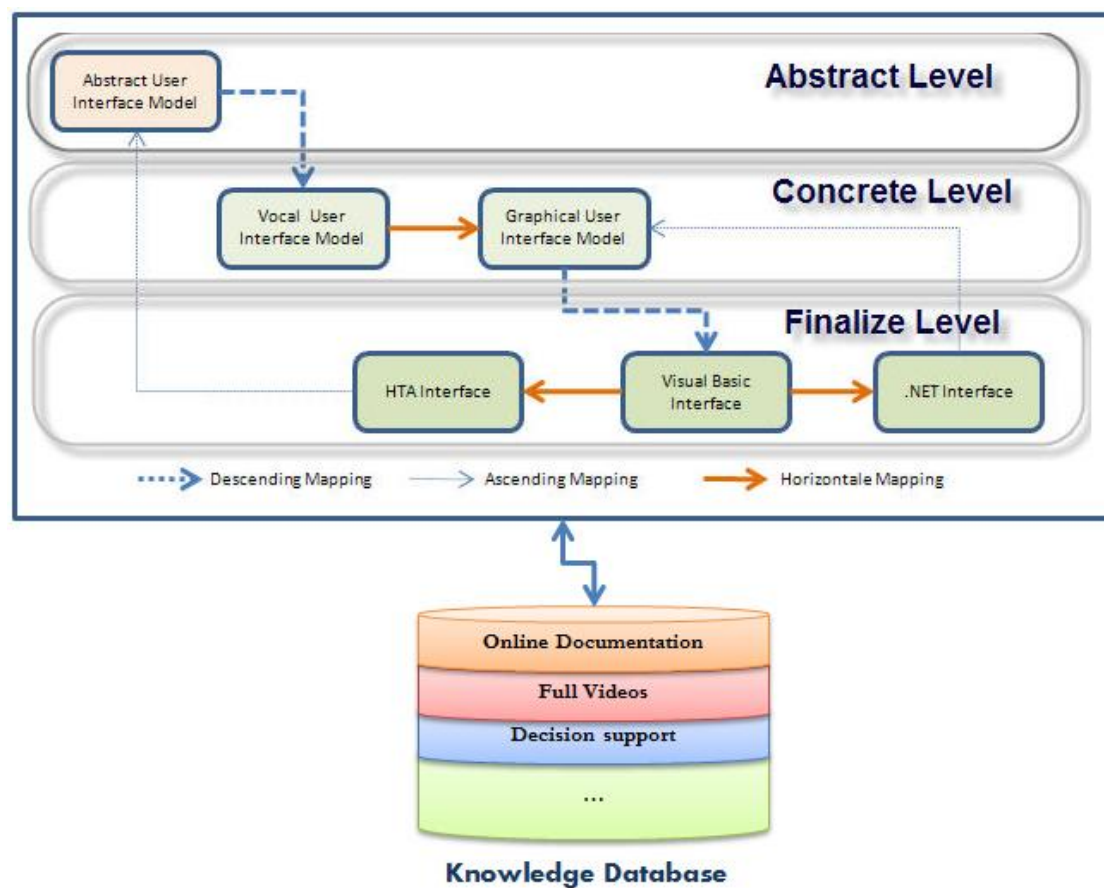 Abstract User
Interface Model
Abstract Level
Vocal User
Interface Model
Graphical User
Interface Model
Concrete Level
Finalize Level
HTA Interface
Visual Basic
Interface
.NET Interface
Descending Mapping
Ascending Mapping
Horizontale Mapping
Online Documentation
Full Videos
Decision support
...
Knowledge Database